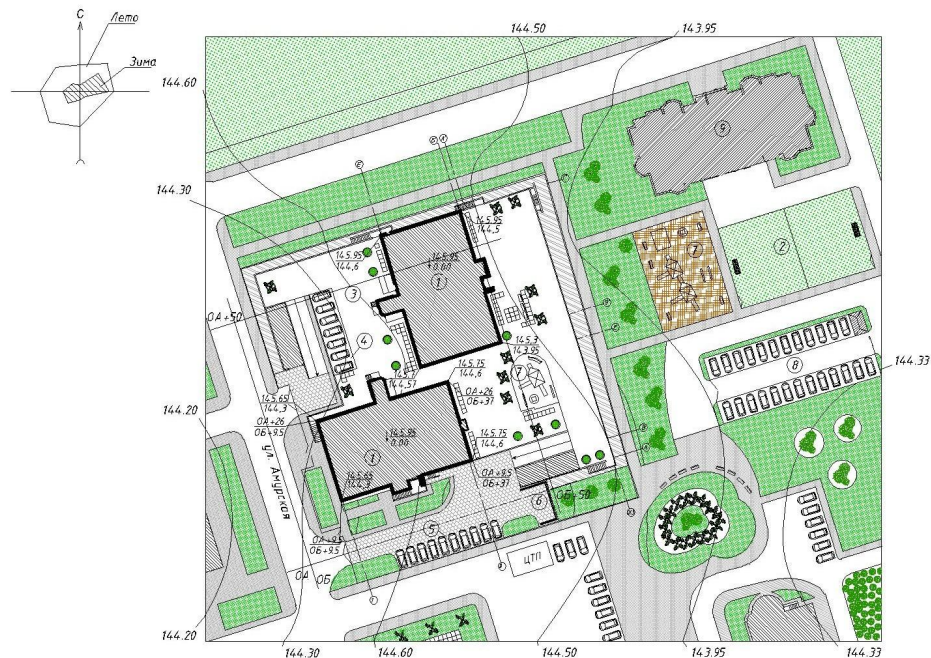 С
Лето
Зима
144.50
143.95
144.60
144.30
9
145.95
144,5
145.95
144,6
145.95
0.00
1
2
7
3
ОА+50
4
145.3
143.95
8
144.33
144,57
145.75
144,6
7
145.65
144,3
ОА+26
ОБ+37
144.20
ОА+26
ОБ+9.5
145.95
0,00
145.75
144,6
1
145.65
144,3
ОА+9.5
ОБ+37
ул. Амурская
ОБ+50
6
5
ОА+9.5
ОБ+9.5
ЦТП
ОА ОБ
144.20
144.30
144.60
144.50
143.95
144.33